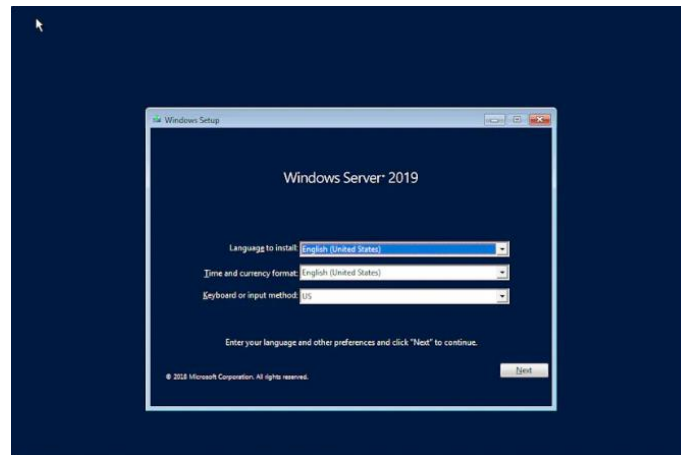 Windows Setup
Windows Server 2019
Language to install: English (United States)
Time and currency format: English (United States)
Keyboard or input method: US
Enter your language and other preferences and click "Next" to continue.
© 2018 Microsoft Corporation. All rights reserved.
Next